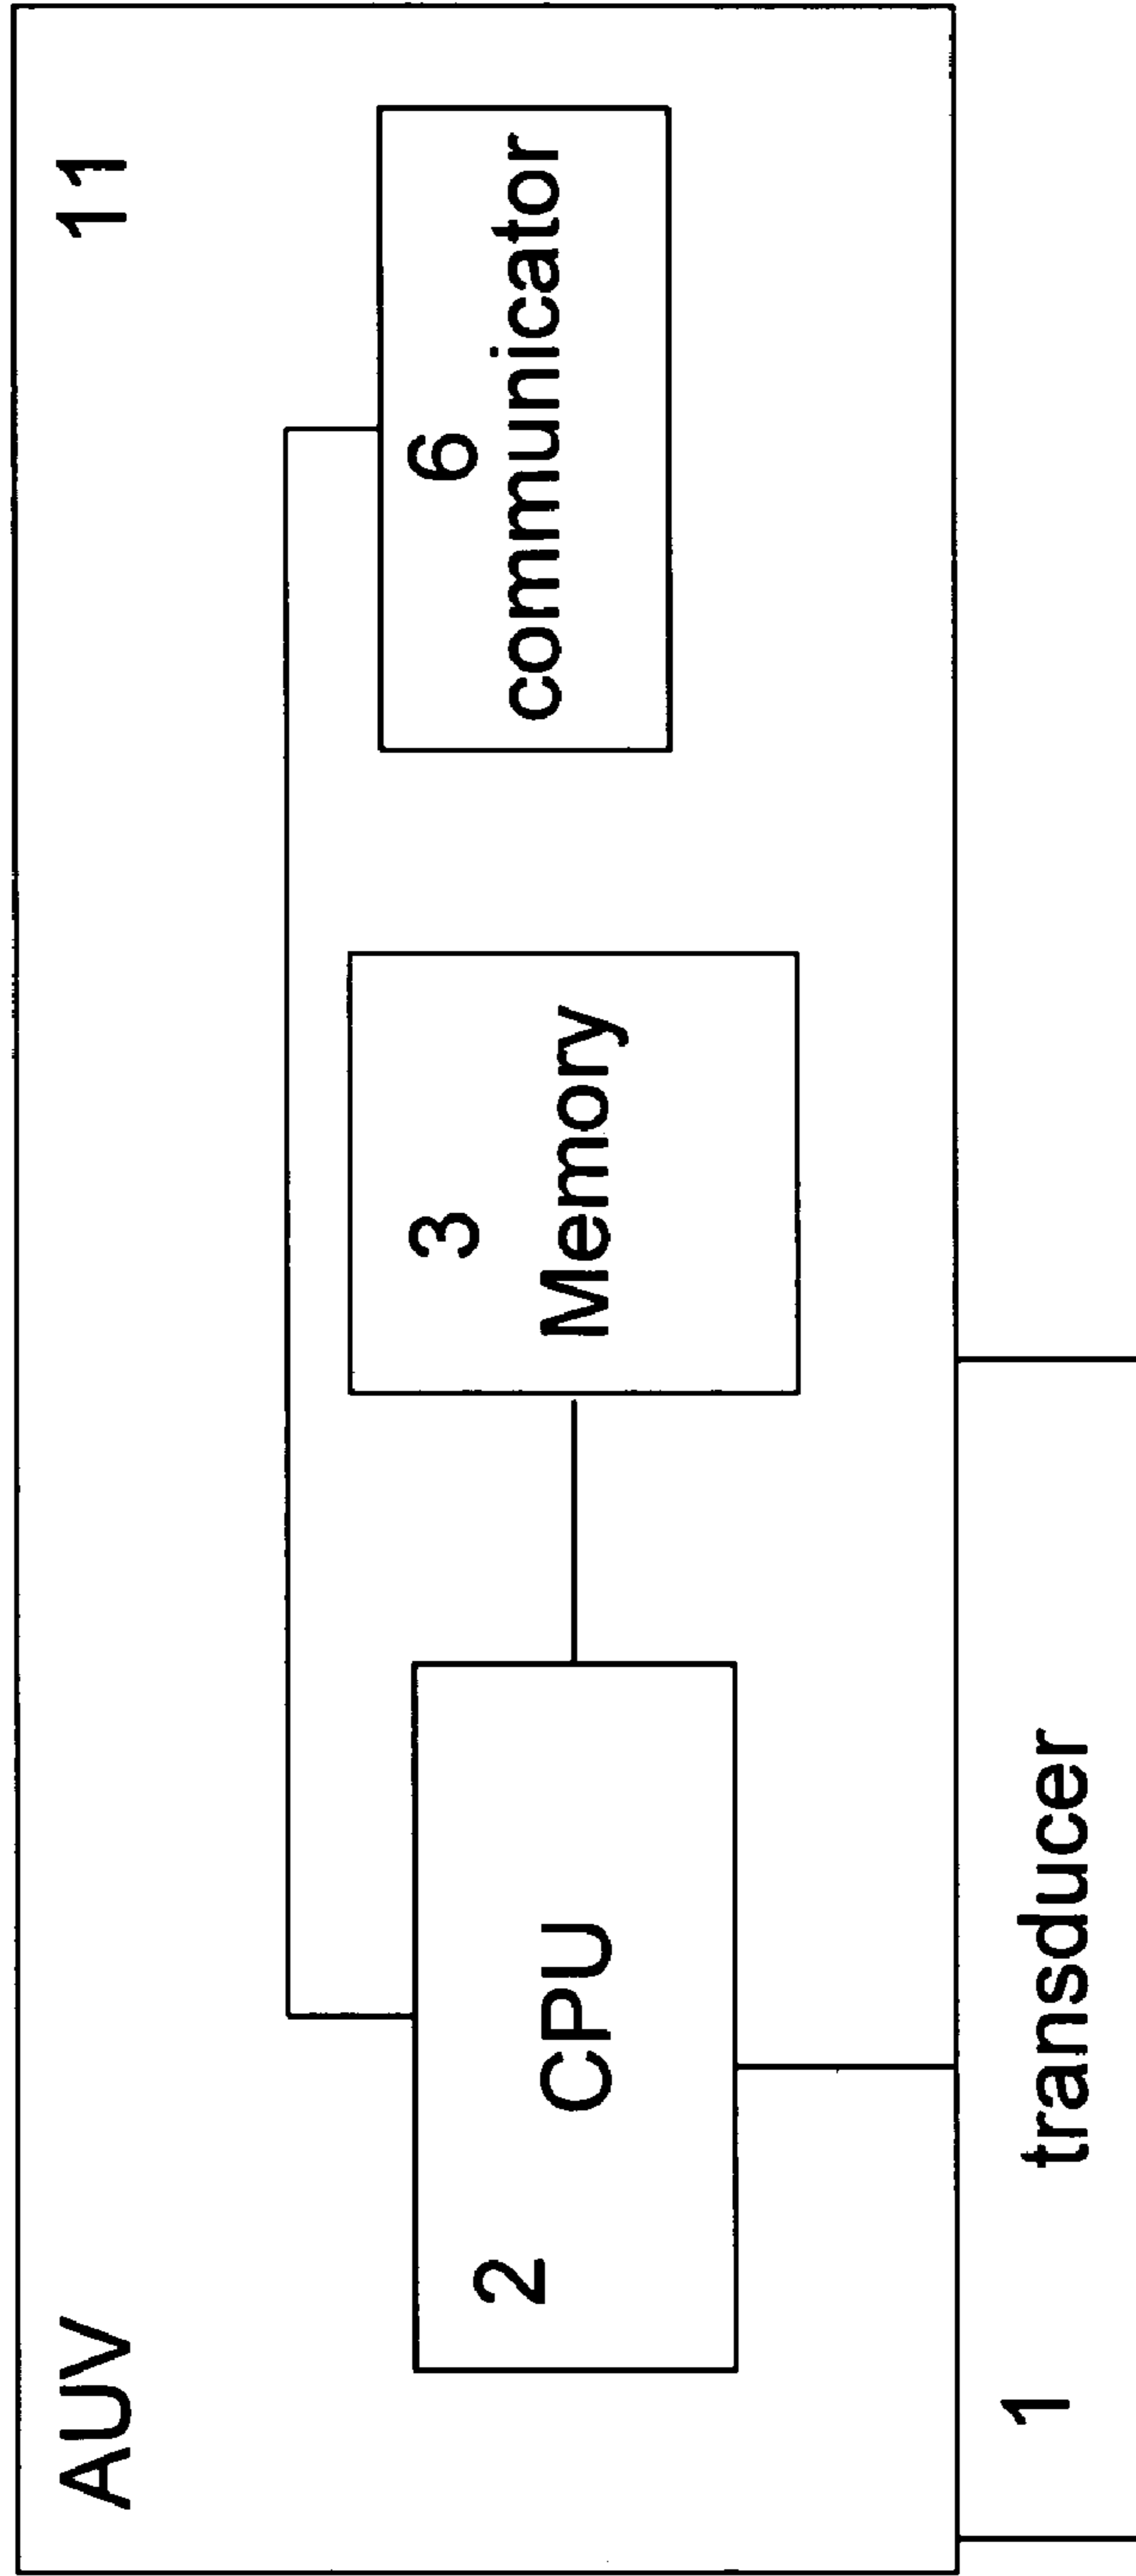 AUV
11
2
CPU
3
Memory
6
communicator
1
transducer